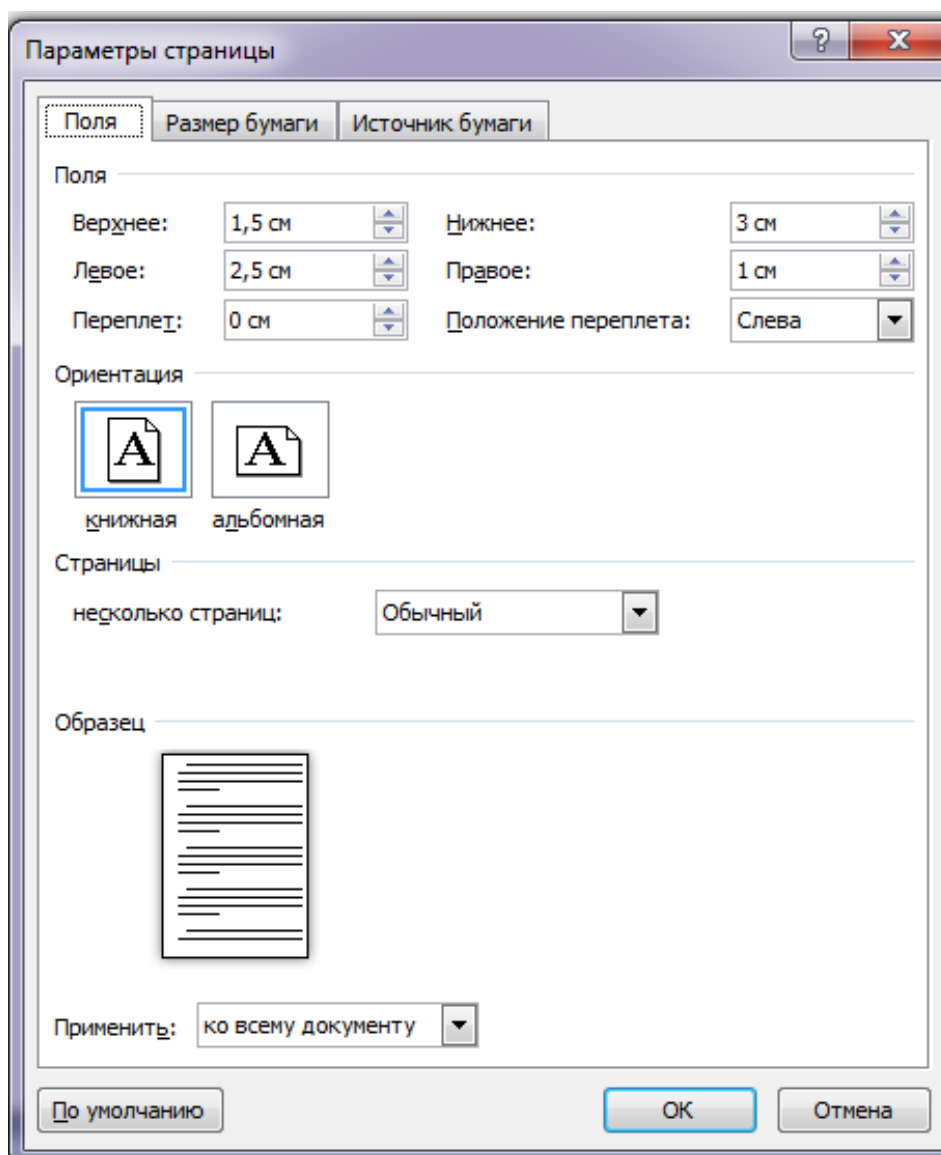 Параметры страницы
Поля Размер бумаги Источник бумаги
Поля
Верхнее: 1,5 см Нижнее: 3 см
Левое: 2,5 см Правое: 1 см
Переплет: 0 см Положение переплета: Слева
Ориентация
A A
книжная альбомная
Страницы
несколько страниц: Обычный
Образец
Применить: ко всему документу
По умолчанию ОК Отмена